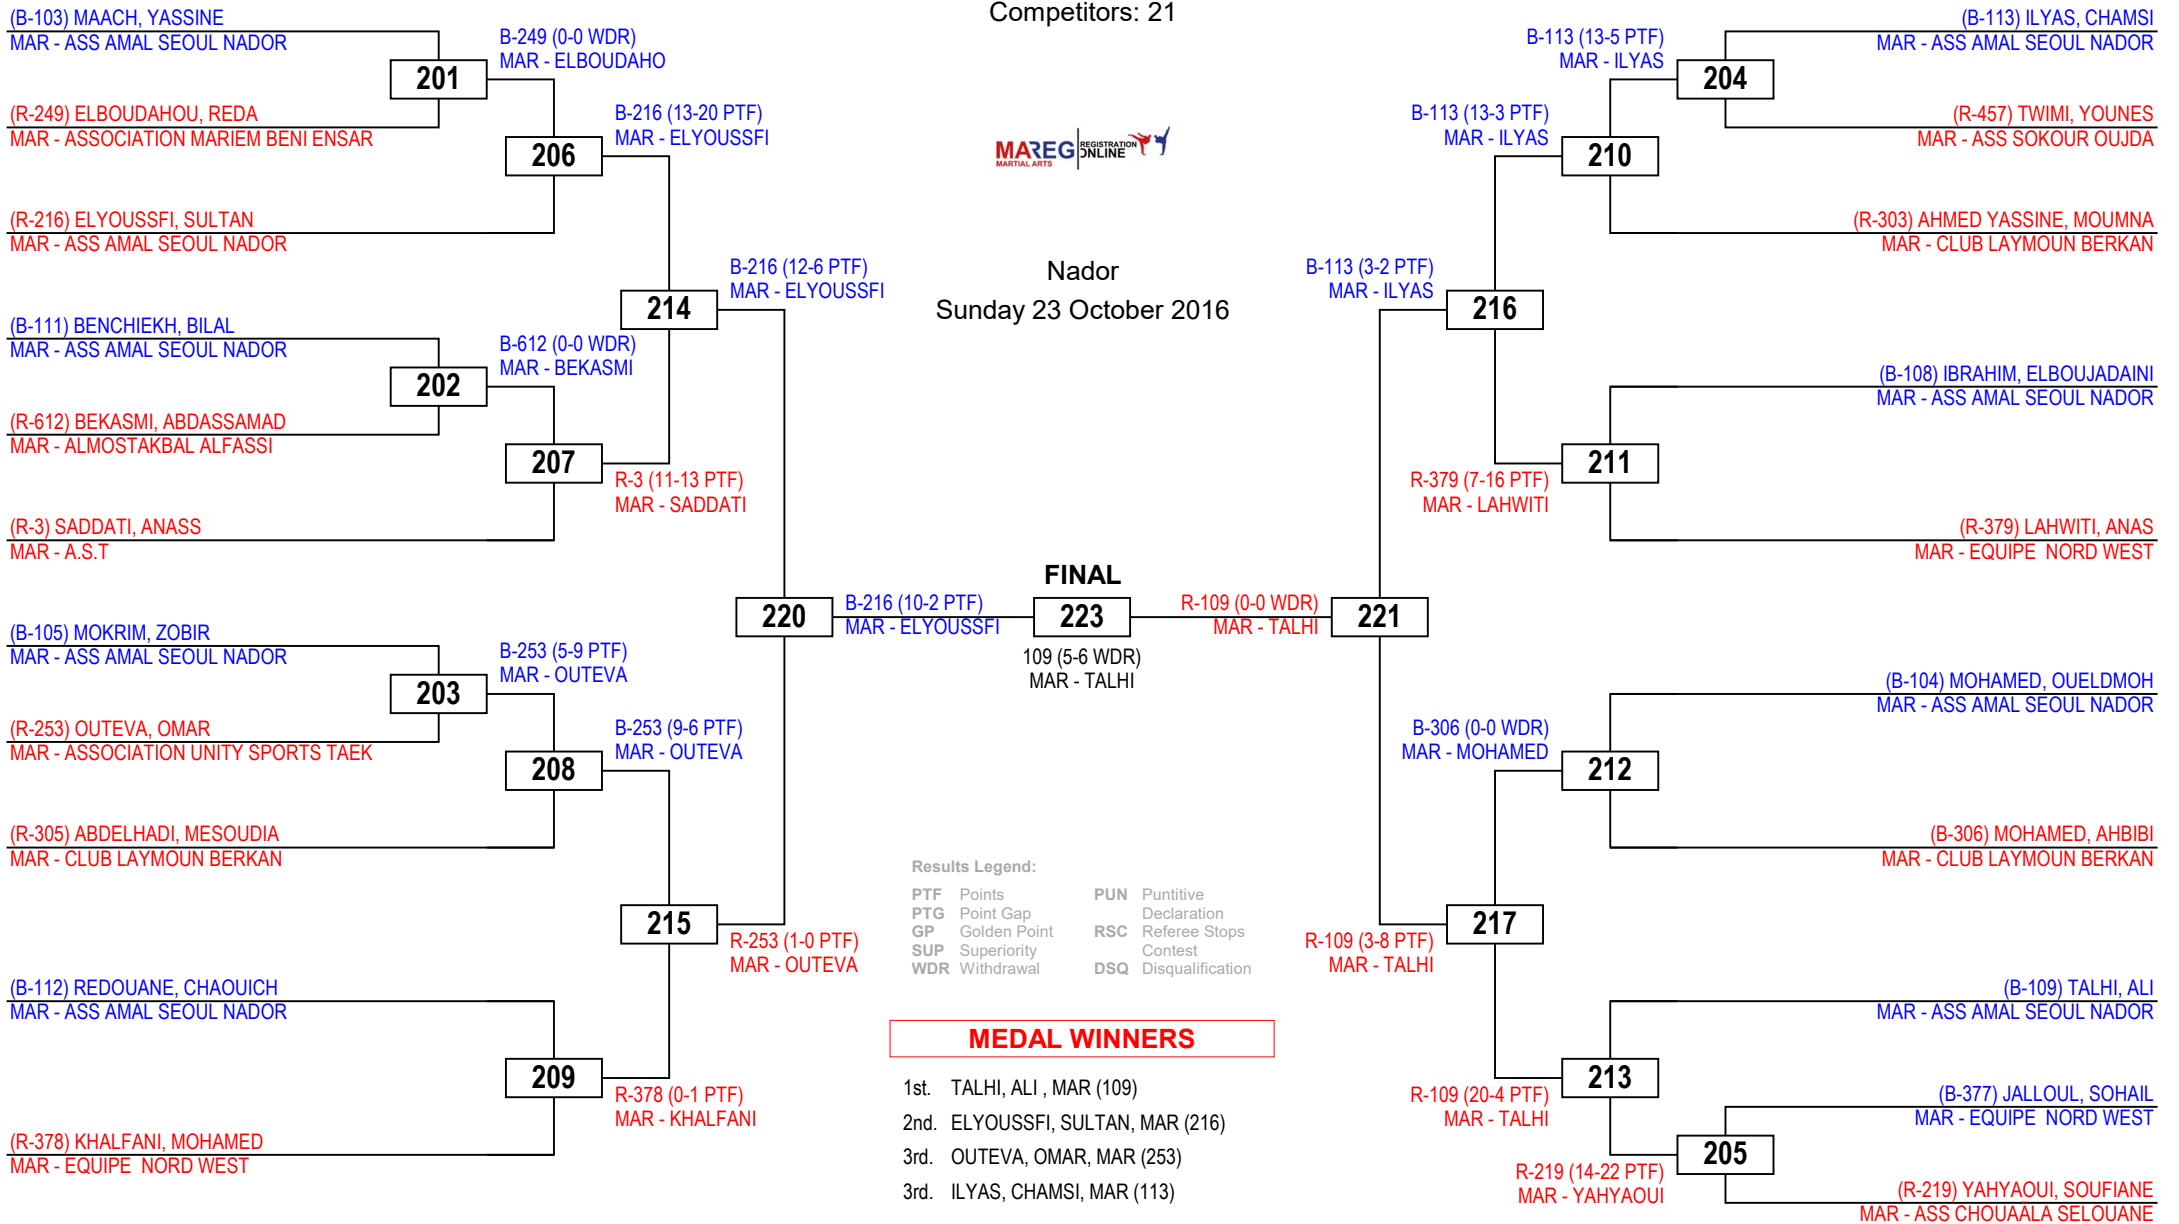 Competitors: 21
(B-103) MAACH, YASSINE
MAR - ASS AMAL SEOUL NADOR
201
(R-249) ELBOUDAHOU, REDA
MAR - ASSOCIATION MARIEM BENI ENSAR
B-249 (0-0 WDR)
MAR - ELBOUDAHO
206
(R-216) ELYOUSSFI, SULTAN
MAR - ASS AMAL SEOUL NADOR
B-216 (13-20 PTF)
MAR - ELYOUSSFI
214
B-216 (12-6 PTF)
MAR - ELYOUSSFI
(B-111) BENCHIEKH, BILAL
MAR - ASS AMAL SEOUL NADOR
202
(R-612) BEKASMI, ABDASSAMAD
MAR - ALMOSTAKBAL ALFASSI
B-612 (0-0 WDR)
MAR - BEKASMI
207
R-3 (11-13 PTF)
MAR - SADDATI
(R-3) SADDATI, ANASS
MAR - A.S.T
220
B-216 (10-2 PTF)
MAR - ELYOUSSFI
(B-105) MOKRIM, ZOBIR
MAR - ASS AMAL SEOUL NADOR
203
(R-253) OUTEVA, OMAR
MAR - ASSOCIATION UNITY SPORTS TAEK
B-253 (5-9 PTF)
MAR - OUTEVA
208
B-253 (9-6 PTF)
MAR - OUTEVA
(R-305) ABDELHADI, MESOUDIA
MAR - CLUB LAYMOUN BERKAN
215
R-253 (1-0 PTF)
MAR - OUTEVA
(B-112) REDOUANE, CHAOUICH
MAR - ASS AMAL SEOUL NADOR
209
R-378 (0-1 PTF)
MAR - KHALFANI
(R-378) KHALFANI, MOHAMED
MAR - EQUIPE  NORD WEST
MAREG REGISTRATION
MARTIAL ARTS ONLINE
Nador
Sunday 23 October 2016
FINAL
223
109 (5-6 WDR)
MAR - TALHI
Results Legend:
PTF Points
PTG Point Gap
GP Golden Point
SUP Superiority
WDR Withdrawal
PUN Puntitive
Declaration
RSC Referee Stops
Contest
DSQ Disqualification
MEDAL WINNERS
1st. TALHI, ALI , MAR (109)
2nd. ELYOUSSFI, SULTAN, MAR (216)
3rd. OUTEVA, OMAR, MAR (253)
3rd. ILYAS, CHAMSI, MAR (113)
(B-113) ILYAS, CHAMSI
MAR - ASS AMAL SEOUL NADOR
B-113 (13-5 PTF)
MAR - ILYAS
204
(R-457) TWIMI, YOUNES
MAR - ASS SOKOUR OUJDA
B-113 (13-3 PTF)
MAR - ILYAS
210
(R-303) AHMED YASSINE, MOUMNA
MAR - CLUB LAYMOUN BERKAN
B-113 (3-2 PTF)
MAR - ILYAS
216
(B-108) IBRAHIM, ELBOUJADAINI
MAR - ASS AMAL SEOUL NADOR
211
R-379 (7-16 PTF)
MAR - LAHWITI
(R-379) LAHWITI, ANAS
MAR - EQUIPE  NORD WEST
R-109 (0-0 WDR)
MAR - TALHI
221
(B-104) MOHAMED, OUELDMOH
MAR - ASS AMAL SEOUL NADOR
B-306 (0-0 WDR)
MAR - MOHAMED
212
(B-306) MOHAMED, AHBIBI
MAR - CLUB LAYMOUN BERKAN
217
R-109 (3-8 PTF)
MAR - TALHI
(B-109) TALHI, ALI
MAR - ASS AMAL SEOUL NADOR
213
R-109 (20-4 PTF)
MAR - TALHI
(B-377) JALLOUL, SOHAIL
MAR - EQUIPE  NORD WEST
205
R-219 (14-22 PTF)
MAR - YAHYAOUI
(R-219) YAHYAOUI, SOUFIANE
MAR - ASS CHOUAÄLA SELOUANE